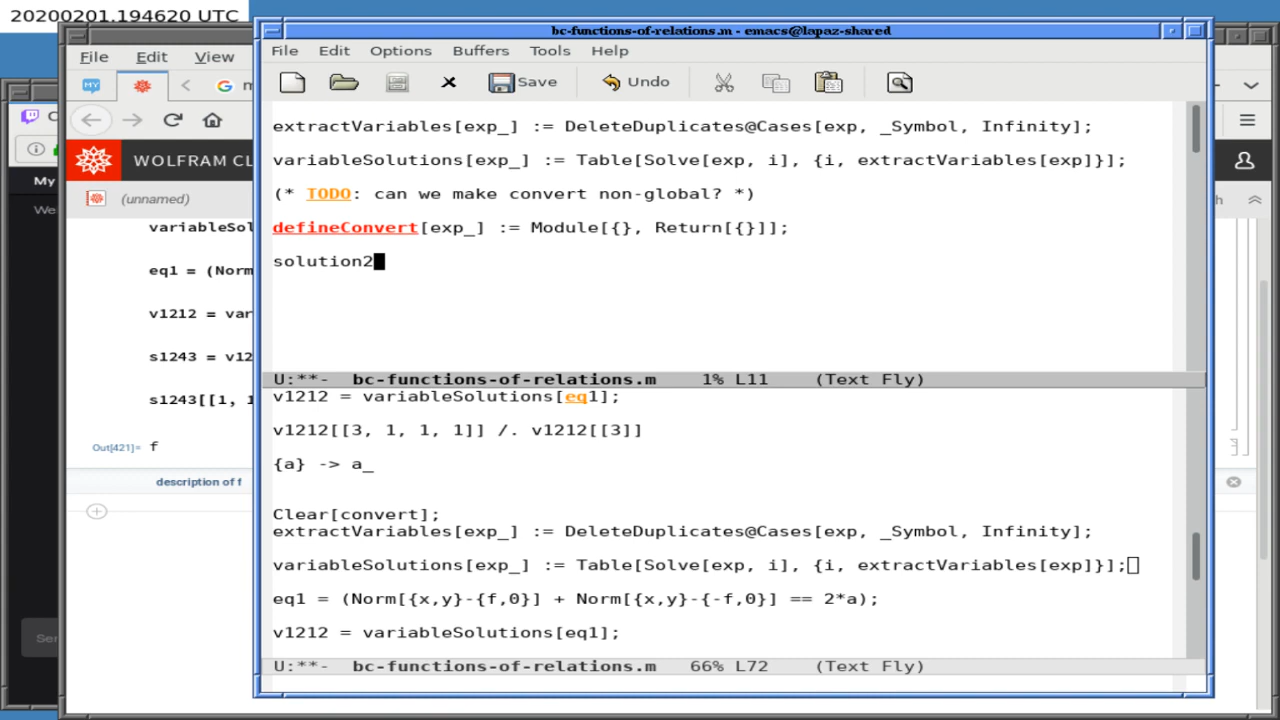 20200201.194620 UTC
bc-functions-of-relations.m - emacs@lapaz-shared
File Edit Options Buffers Tools Help
Save Undo
extractVariables[exp_] := DeleteDuplicates@Cases[exp, _Symbol, Infinity];
variableSolutions[exp_] := Table[Solve[exp, i], {i, extractVariables[exp]}];
(* TODO: can we make convert non-global? *)
defineConvert[exp_] := Module[{}, Return[{}]];
solution2
U:**- bc-functions-of-relations.m 1% L11 (Text Fly)
v1212 = variableSolutions[eq1];
v1212[[3, 1, 1, 1]] /. v1212[[3]]
{a} -> a_
Clear[convert];
extractVariables[exp_] := DeleteDuplicates@Cases[exp, _Symbol, Infinity];
variableSolutions[exp_] := Table[Solve[exp, i], {i, extractVariables[exp]}];
eq1 = (Norm[{x,y}-{f,0}] + Norm[{x,y}-{-f,0}] == 2*a);
v1212 = variableSolutions[eq1];
U:**- bc-functions-of-relations.m 66% L72 (Text Fly)
File Edit View
MY
G m
WOLFRAM CL
(unnamed)
variableSol
eq1 = (Norm
v1212 = var
s1243 = v12
s1243[[1, 1
Out[421]= f
description of f
My
Wel
Sen
h